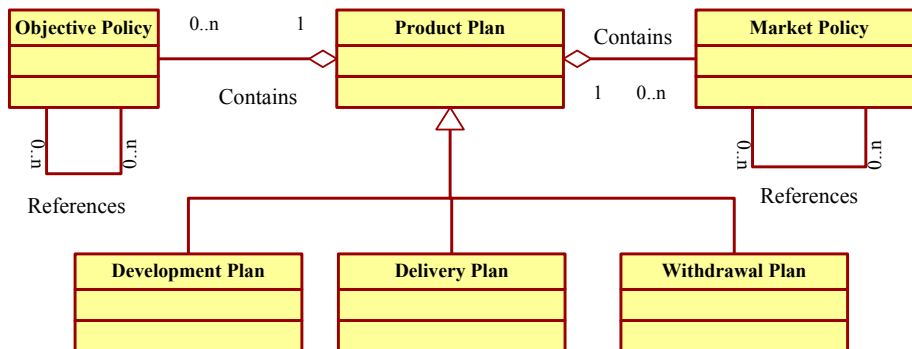 Objective Policy
0..n
1
Product Plan
Contains
Market Policy
Contains
1
0..n
0..n
0..n
References
0..n
0..n
References
Development Plan
Delivery Plan
Withdrawal Plan